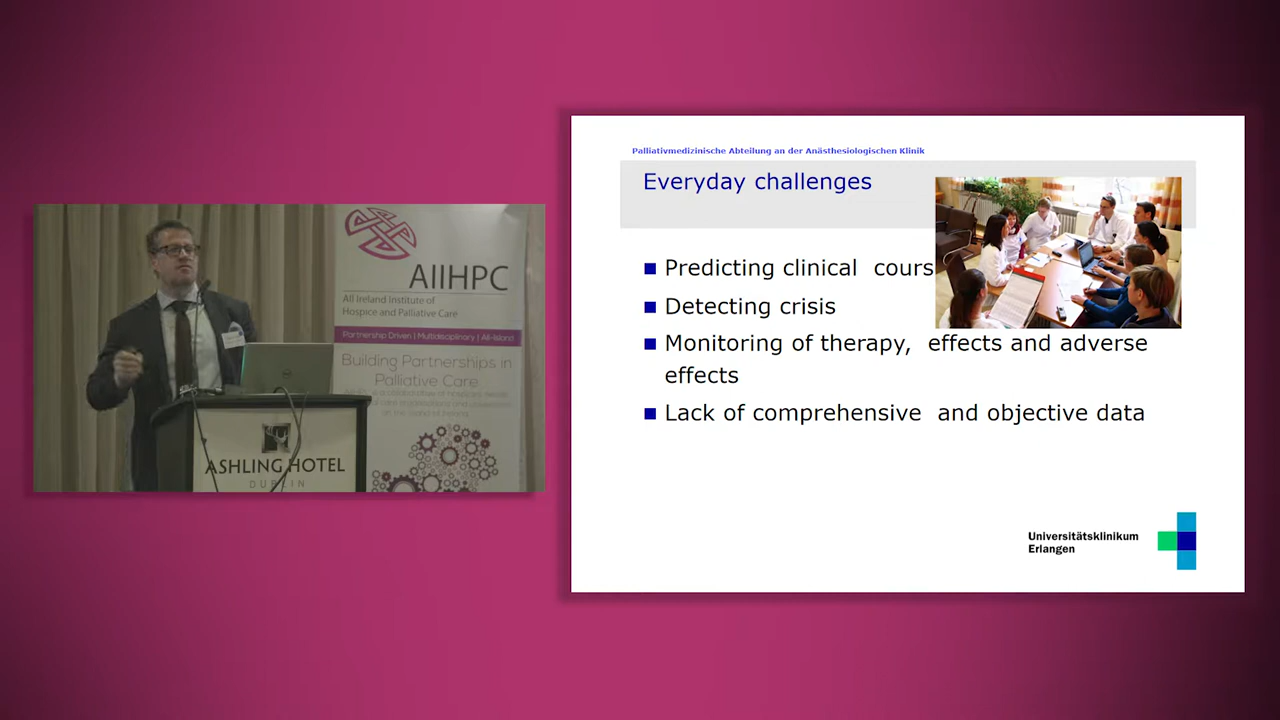 AIIHPC
All Ireland Institute of
Hospice and Palliative Care
Partnership Driven | Multidisciplinary | All-Island
Building Partnerships in
Palliative Care
ASHLING HOTEL
DUBLIN
Palliativmedizinische Abteilung an der Anästhesiologischen Klinik
Everyday challenges
Predicting clinical cours
Detecting crisis
Monitoring of therapy, effects and adverse
effects
Lack of comprehensive and objective data
Universitätsklinikum
Erlangen